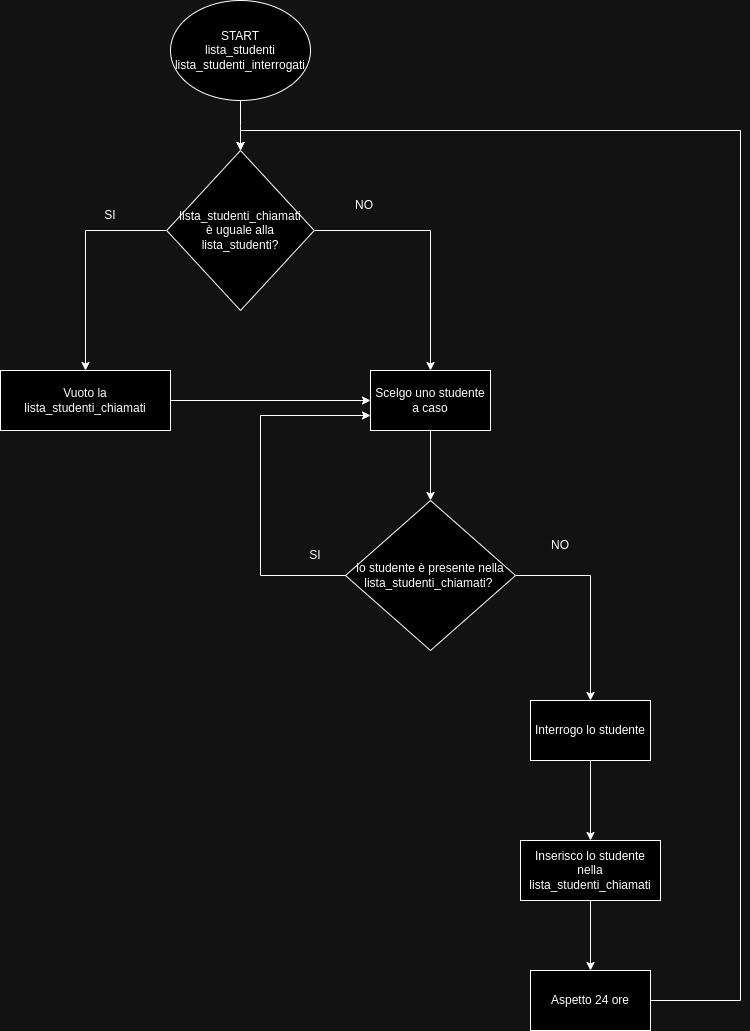 START
lista_studenti
lista_studenti_interrogati
SI
NO
lista_studenti_chiamati
è uguale alla
lista_studenti?
Vuoto la
lista_studenti_chiamati
Scelgo uno studente
a caso
SI
NO
lo studente è presente nella
lista_studenti_chiamati?
Interrogo lo studente
Inserisco lo studente
nella
lista_studenti_chiamati
Aspetto 24 ore